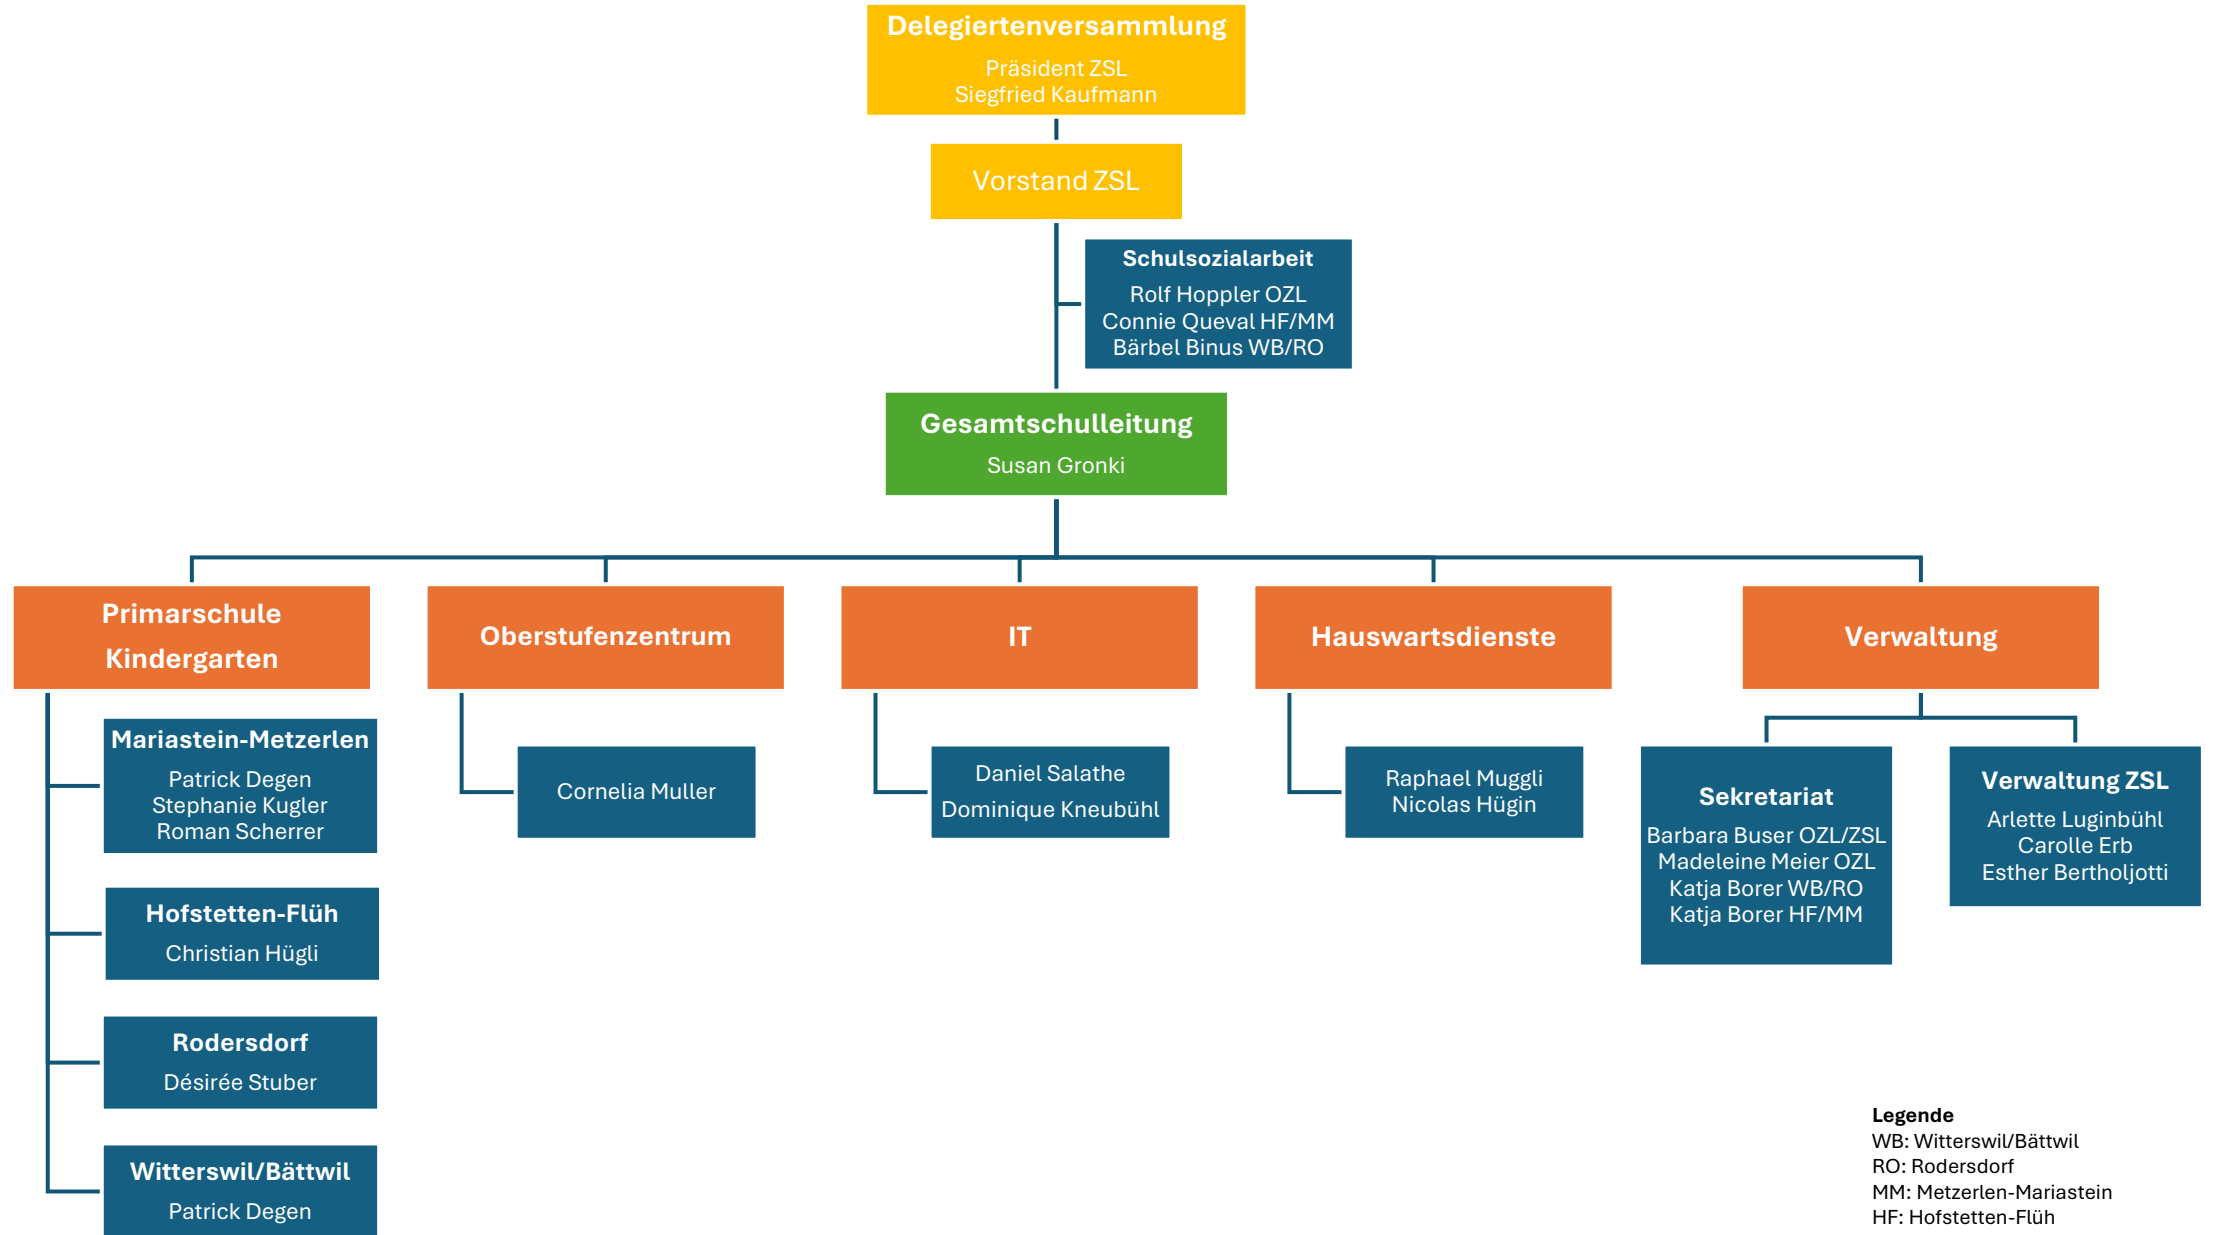 Delegiertenversammlung
Präsident ZSL
Siegfried Kaufmann
Vorstand ZSL
Schulsozialarbeit
Rolf Hoppler OZL
Connie Queval HF/MM
Bärbel Binus WB/RO
Gesamtschulleitung
Susan Gronki
Primarschule
Kindergarten
Oberstufenzentrum
IT
Hauswartsdienste
Verwaltung
Mariastein-Metzerlen
Patrick Degen
Stephanie Kugler
Roman Scherrer
Hofstetten-Flüh
Christian Hügli
Rodersdorf
Désirée Stuber
Witterswil/Bättwil
Patrick Degen
Cornelia Muller
Daniel Salathe
Dominique Kneubühl
Raphael Muggli
Nicolas Hügin
Sekretariat
Barbara Buser OZL/ZSL
Madeleine Meier OZL
Katja Borer WB/RO
Katja Borer HF/MM
Verwaltung ZSL
Arlette Luginbühl
Carolle Erb
Esther Bertholjotti
Legende
WB: Witterswil/Bättwil
RO: Rodersdorf
MM: Metzerlen-Mariastein
HF: Hofstetten-Flüh